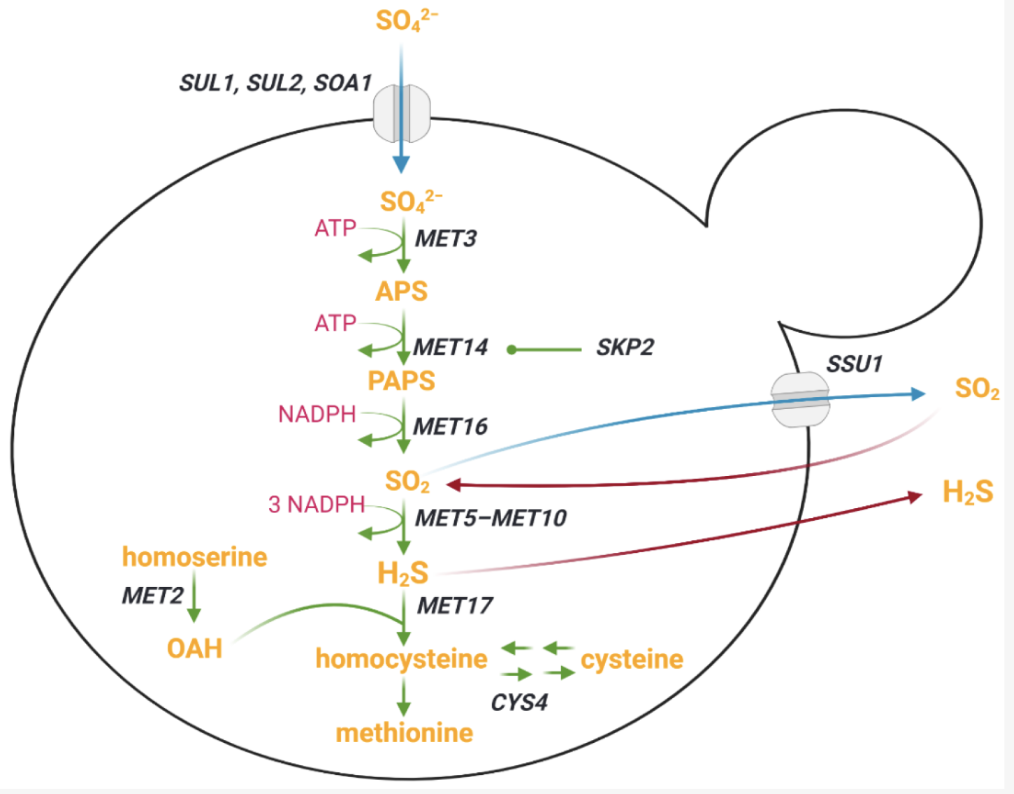 SO₄²⁻
SUL1, SUL2, SOA1
SO₄²⁻
ATP
MET3
APS
ATP
MET14
SKP2
PAPS
SSU1
SO₂
NADPH
MET16
SO₂
H₂S
3 NADPH
MET5–MET10
homoserine
H₂S
MET2
MET17
OAH
homocysteine
cysteine
CYS4
methionine